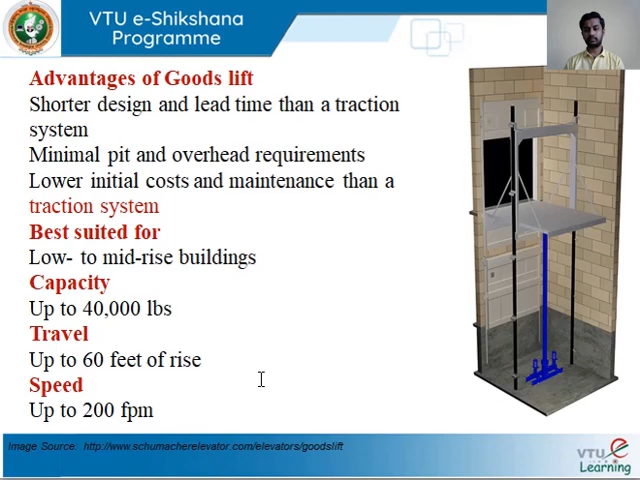 VTU e-Shikshana
Programme
Advantages of Goods lift
Shorter design and lead time than a traction
system
Minimal pit and overhead requirements
Lower initial costs and maintenance than a
traction system
Best suited for
Low- to mid-rise buildings
Capacity
Up to 40,000 lbs
Travel
Up to 60 feet of rise
Speed
Up to 200 fpm
Image Source: http://www.schumacherelevator.com/elevators/goodslift
VTU e
Learning